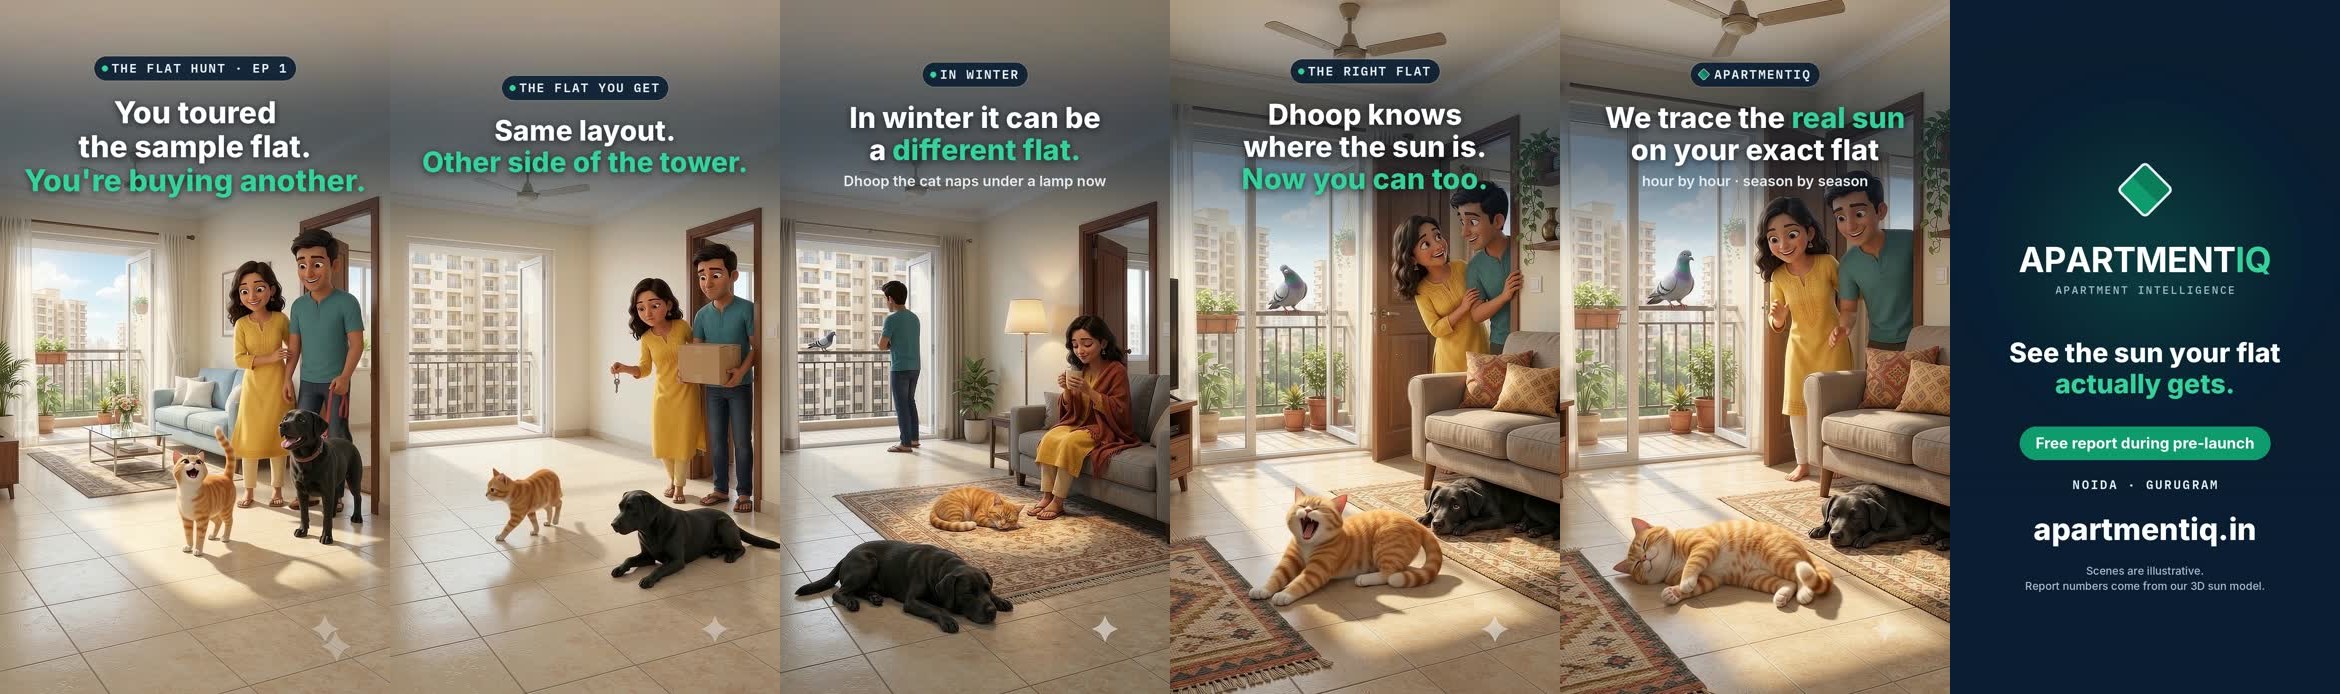 THE FLAT HUNT · EP 1
You toured
the sample flat.
You're buying another.
THE FLAT YOU GET
Same layout.
Other side of the tower.
IN WINTER
In winter it can be
a different flat.
Dhoop the cat naps under a lamp now
THE RIGHT FLAT
Dhoop knows
where the sun is.
Now you can too.
APARTMENTIQ
We trace the real sun
on your exact flat
hour by hour · season by season
APARTMENTIQ
APARTMENT INTELLIGENCE
See the sun your flat
actually gets.
Free report during pre-launch
NOIDA · GURUGRAM
apartmentiq.in
Scenes are illustrative.
Report numbers come from our 3D sun model.